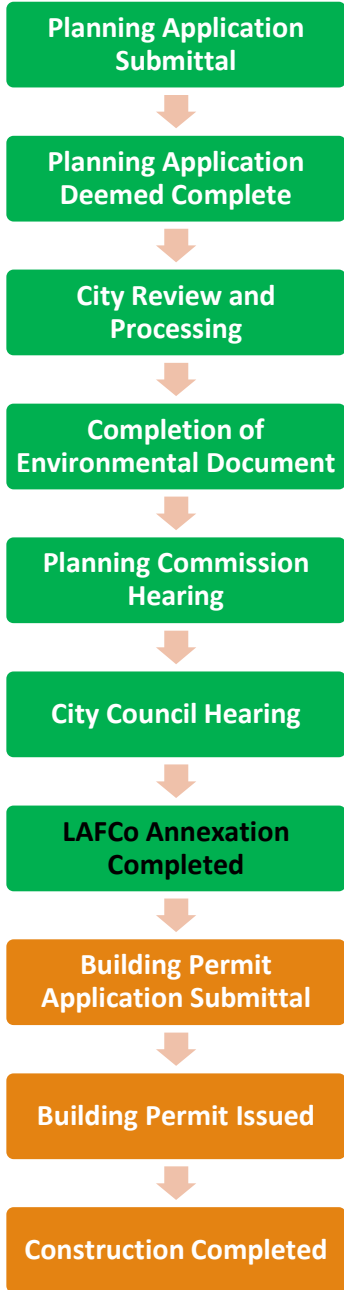 Planning Application
Submittal
Planning Application
Deemed Complete
City Review and
Processing
Completion of
Environmental Document
Planning Commission
Hearing
City Council Hearing
LAFCo Annexation
Completed
Building Permit
Application Submittal
Building Permit Issued
Construction Completed